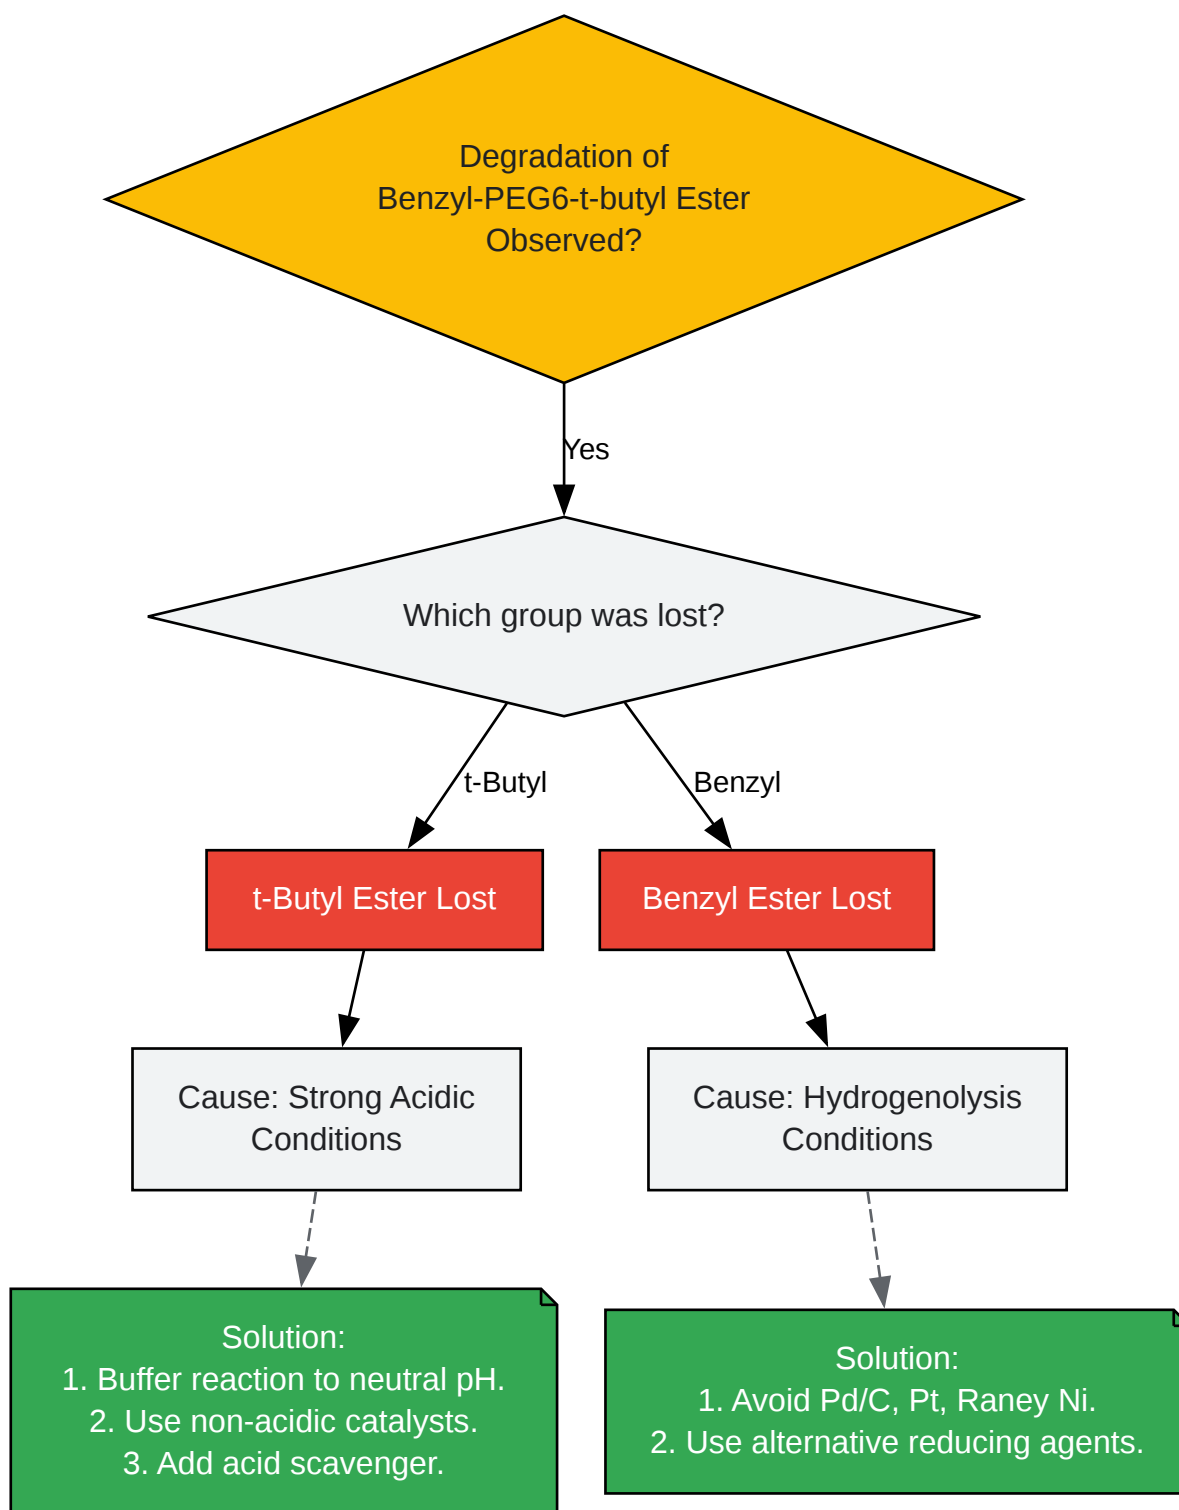 Degradation of
Benzyl-PEG6-t-butyl Ester
Observed?
Yes
Which group was lost?
t-Butyl
Benzyl
t-Butyl Ester Lost
Benzyl Ester Lost
Cause: Strong Acidic
Conditions
Cause: Hydrogenolysis
Conditions
Solution:
1. Buffer reaction to neutral pH.
2. Use non-acidic catalysts.
3. Add acid scavenger.
Solution:
1. Avoid Pd/C, Pt, Raney Ni.
2. Use alternative reducing agents.